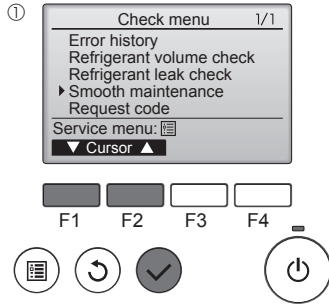 ①
Check menu 1/1
Error history
Refrigerant volume check
Refrigerant leak check
Smooth maintenance
Request code
Service menu:
▼ Cursor ▲
F1 F2 F3 F4